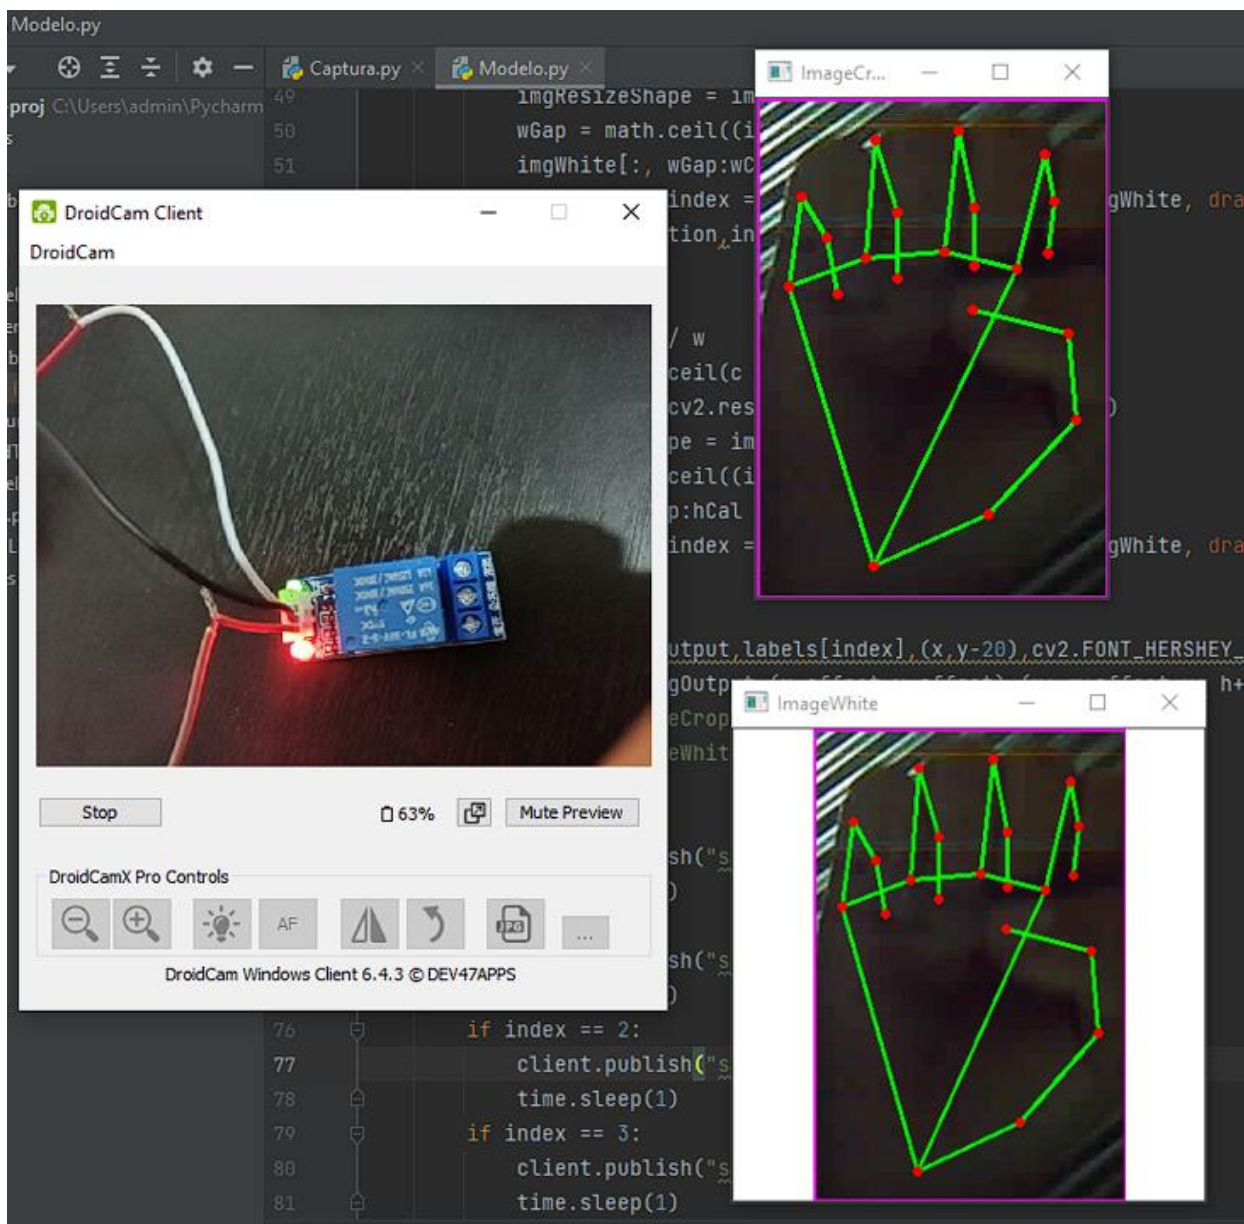 Modelo.py
Captura.py
Modelo.py
proj C:\Users\admin\Pycharm
49 imgResizeShape = im
50 wGap = math.ceil((i
51 imgWhite[:, wGap:wC
index = gWhite, dra
tion,in
/ w
ceil(c
cv2.res )
pe = im
ceil((i
p:hCal
index = gWhite, dra
utput,labels[index],(x,y-20),cv2.FONT_HERSHEY_
gOutp h+
eCrop
eWhit
sh("s
)
sh("s
)
76 if index == 2:
77 client.publish("s
78 time.sleep(1)
79 if index == 3:
80 client.publish("s
81 time.sleep(1)
DroidCam Client
DroidCam
Stop
63%
Mute Preview
DroidCamX Pro Controls
AF
JPG
...
DroidCam Windows Client 6.4.3 © DEV47APPS
ImageCr...
ImageWhite